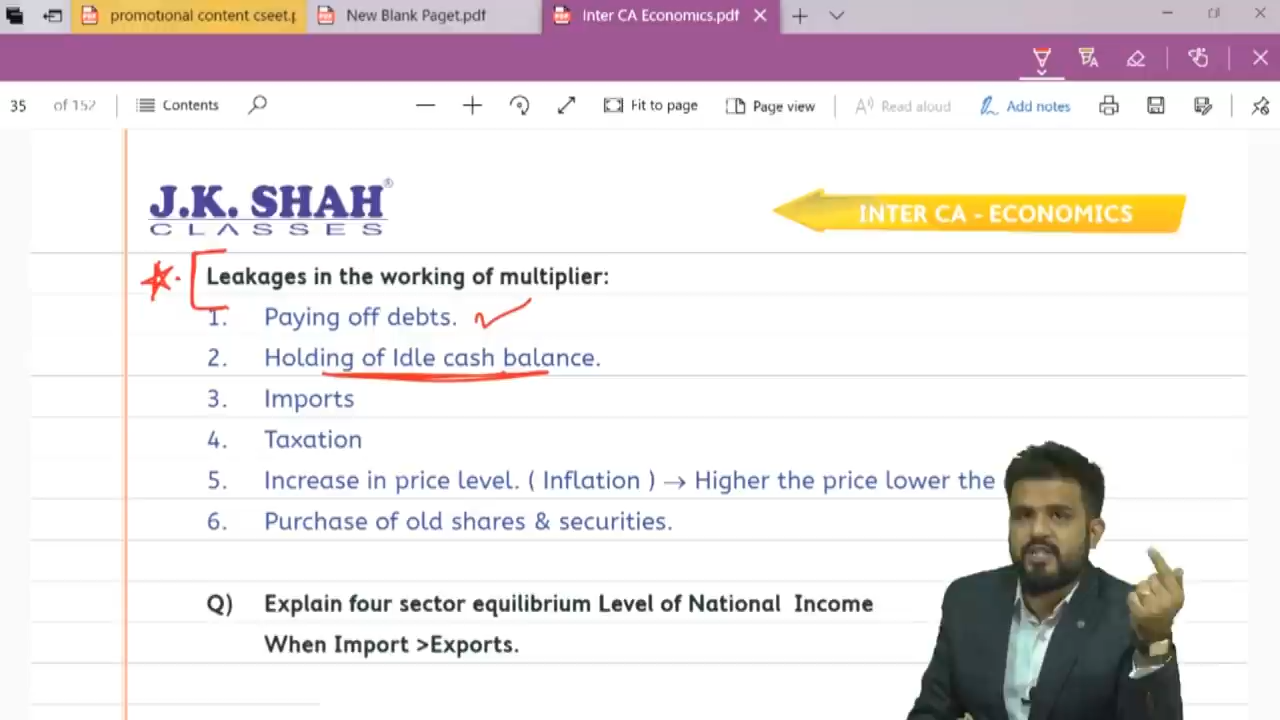 promotional content cseet.p
New Blank Paget.pdf
Inter CA Economics.pdf
35 of 152
Contents
Fit to page
Page view
Read aloud
Add notes
J.K. SHAH®
CLASSES
INTER CA - ECONOMICS
Leakages in the working of multiplier:
1. Paying off debts.
2. Holding of Idle cash balance.
3. Imports
4. Taxation
5. Increase in price level. ( Inflation ) → Higher the price lower the
6. Purchase of old shares & securities.
Q) Explain four sector equilibrium Level of National Income
When Import >Exports.